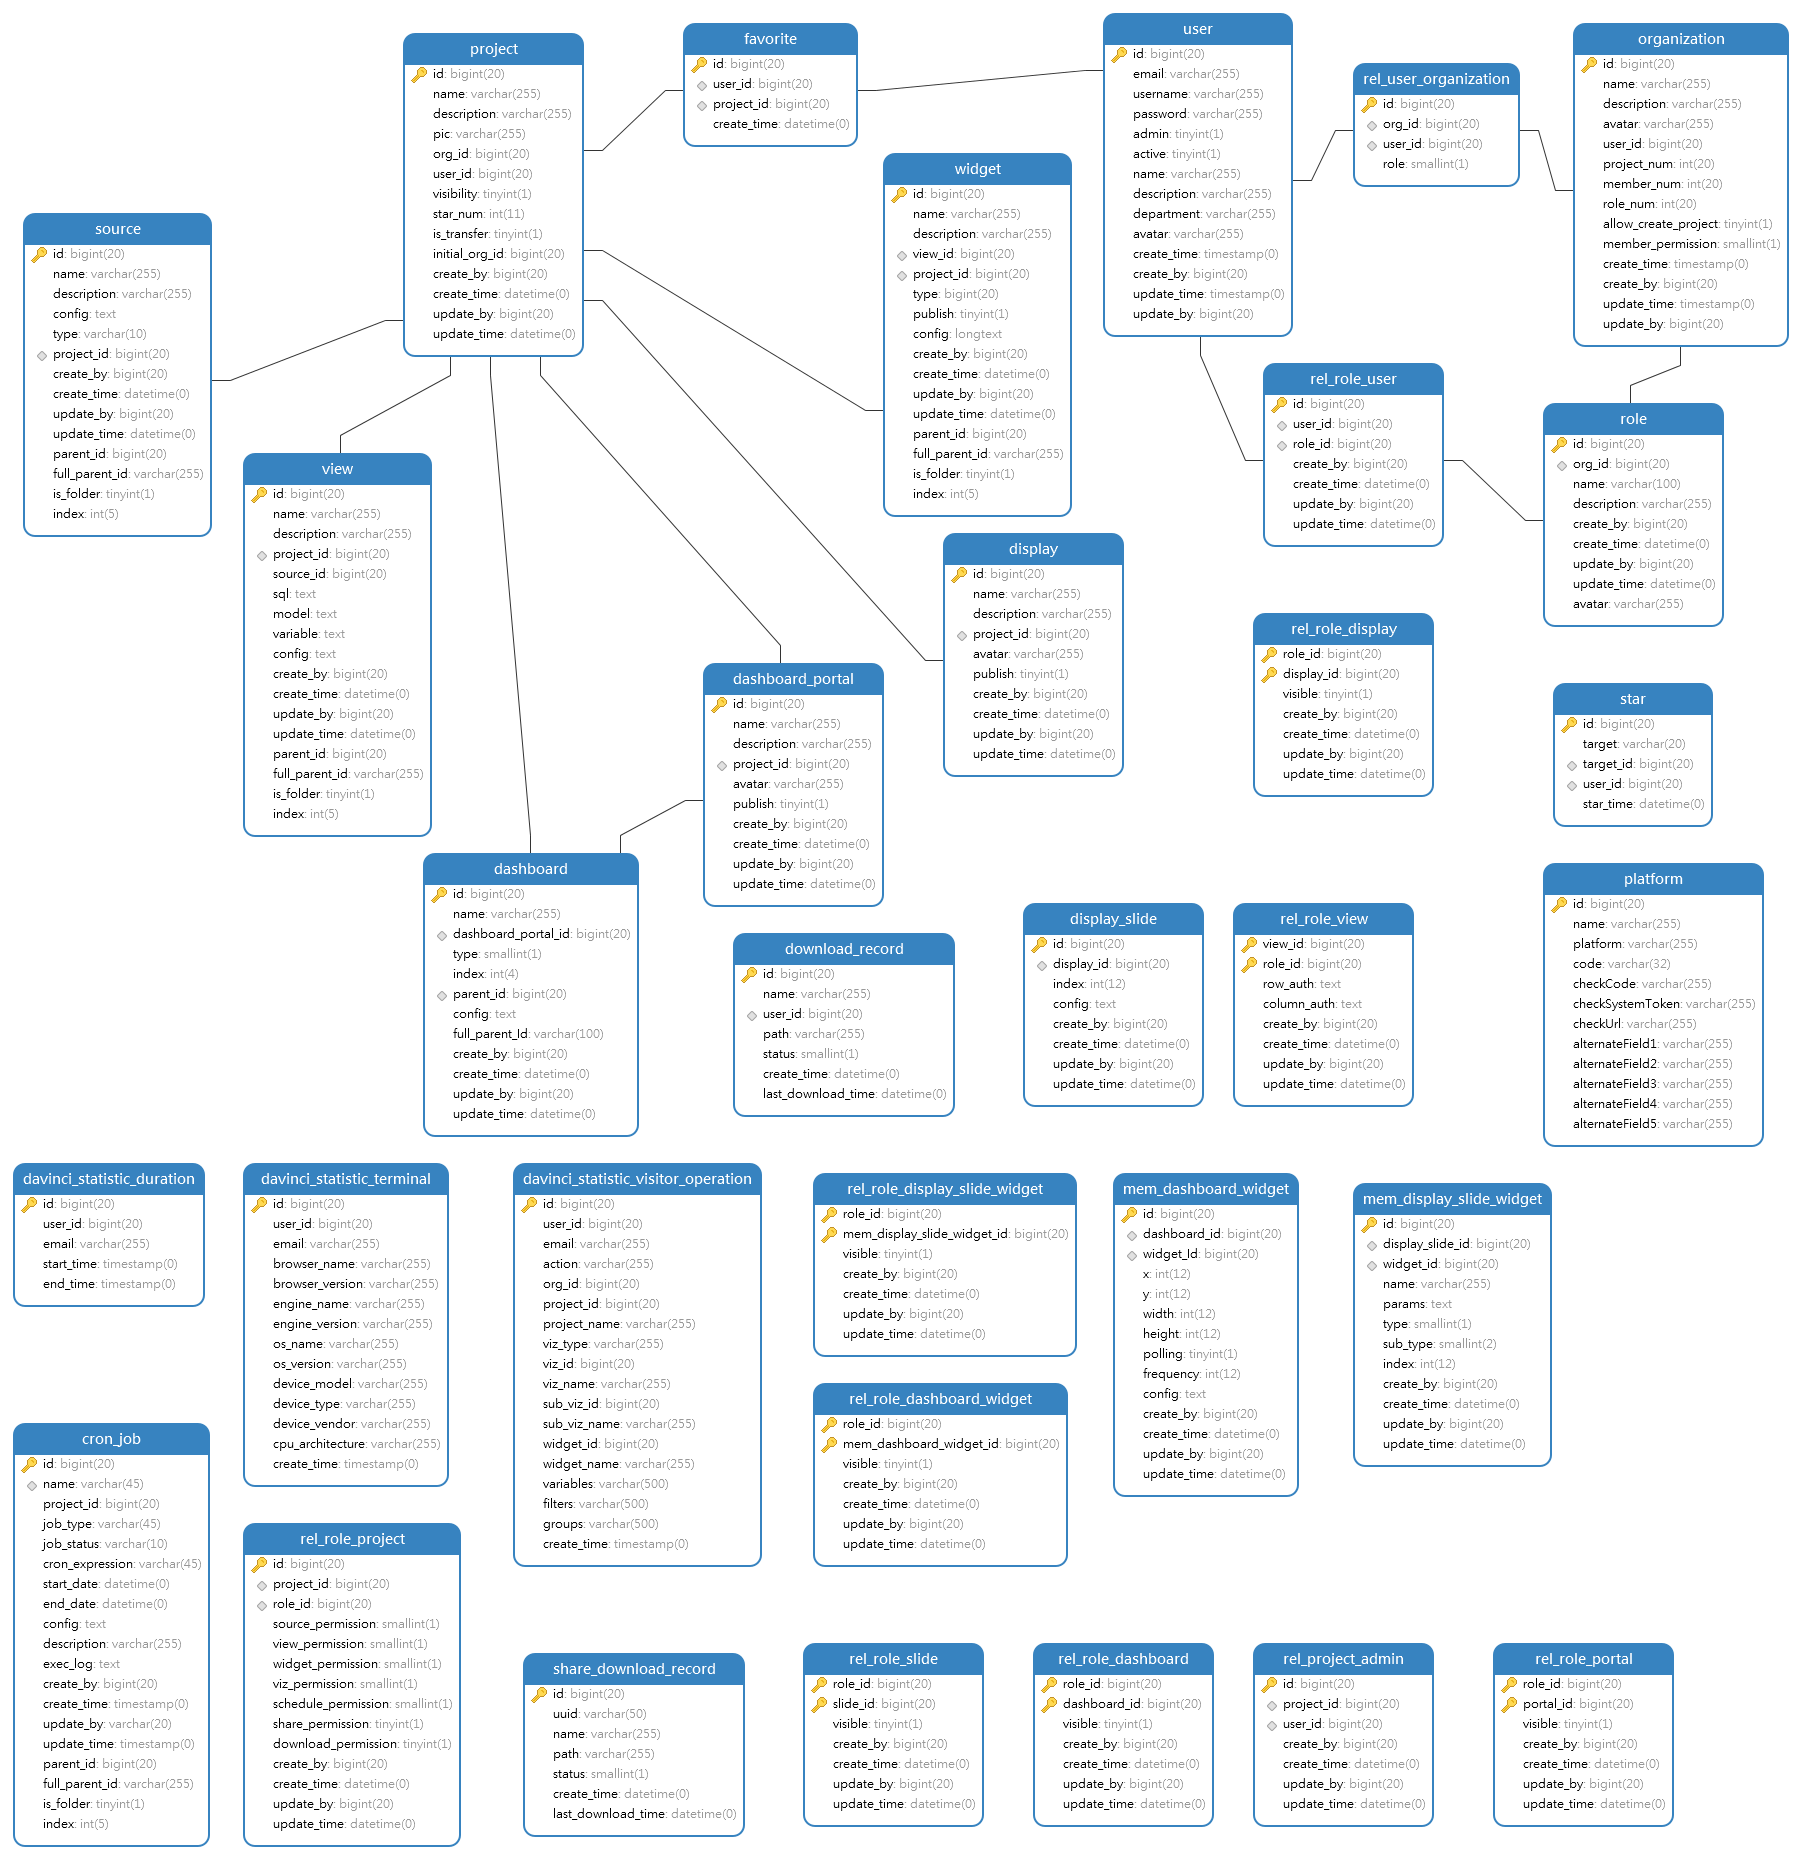 project
id: bigint(20)
name: varchar(255)
description: varchar(255)
pic: varchar(255)
org_id: bigint(20)
user_id: bigint(20)
visibility: tinyint(1)
star_num: int(11)
is_transfer: tinyint(1)
initial_org_id: bigint(20)
create_by: bigint(20)
create_time: datetime(0)
update_by: bigint(20)
update_time: datetime(0)
favorite
id: bigint(20)
user_id: bigint(20)
project_id: bigint(20)
create_time: datetime(0)
user
id: bigint(20)
email: varchar(255)
username: varchar(255)
password: varchar(255)
admin: tinyint(1)
active: tinyint(1)
name: varchar(255)
description: varchar(255)
department: varchar(255)
avatar: varchar(255)
create_time: timestamp(0)
create_by: bigint(20)
update_time: timestamp(0)
update_by: bigint(20)
rel_user_organization
id: bigint(20)
org_id: bigint(20)
user_id: bigint(20)
role: smallint(1)
organization
id: bigint(20)
name: varchar(255)
description: varchar(255)
avatar: varchar(255)
user_id: bigint(20)
project_num: int(20)
member_num: int(20)
role_num: int(20)
allow_create_project: tinyint(1)
member_permission: smallint(1)
create_time: timestamp(0)
create_by: bigint(20)
update_time: timestamp(0)
update_by: bigint(20)
widget
id: bigint(20)
name: varchar(255)
description: varchar(255)
view_id: bigint(20)
project_id: bigint(20)
type: bigint(20)
publish: tinyint(1)
config: longtext
create_by: bigint(20)
create_time: datetime(0)
update_by: bigint(20)
update_time: datetime(0)
parent_id: bigint(20)
full_parent_id: varchar(255)
is_folder: tinyint(1)
index: int(5)
source
id: bigint(20)
name: varchar(255)
description: varchar(255)
config: text
type: varchar(10)
project_id: bigint(20)
create_by: bigint(20)
create_time: datetime(0)
update_by: bigint(20)
update_time: datetime(0)
parent_id: bigint(20)
full_parent_id: varchar(255)
is_folder: tinyint(1)
index: int(5)
rel_role_user
id: bigint(20)
user_id: bigint(20)
role_id: bigint(20)
create_by: bigint(20)
create_time: datetime(0)
update_by: bigint(20)
update_time: datetime(0)
role
id: bigint(20)
org_id: bigint(20)
name: varchar(100)
description: varchar(255)
create_by: bigint(20)
create_time: datetime(0)
update_by: bigint(20)
update_time: datetime(0)
avatar: varchar(255)
view
id: bigint(20)
name: varchar(255)
description: varchar(255)
project_id: bigint(20)
source_id: bigint(20)
sql: text
model: text
variable: text
config: text
create_by: bigint(20)
create_time: datetime(0)
update_by: bigint(20)
update_time: datetime(0)
parent_id: bigint(20)
full_parent_id: varchar(255)
is_folder: tinyint(1)
index: int(5)
display
id: bigint(20)
name: varchar(255)
description: varchar(255)
project_id: bigint(20)
avatar: varchar(255)
publish: tinyint(1)
create_by: bigint(20)
create_time: datetime(0)
update_by: bigint(20)
update_time: datetime(0)
rel_role_display
role_id: bigint(20)
display_id: bigint(20)
visible: tinyint(1)
create_by: bigint(20)
create_time: datetime(0)
update_by: bigint(20)
update_time: datetime(0)
dashboard_portal
id: bigint(20)
name: varchar(255)
description: varchar(255)
project_id: bigint(20)
avatar: varchar(255)
publish: tinyint(1)
create_by: bigint(20)
create_time: datetime(0)
update_by: bigint(20)
update_time: datetime(0)
star
id: bigint(20)
target: varchar(20)
target_id: bigint(20)
user_id: bigint(20)
star_time: datetime(0)
dashboard
id: bigint(20)
name: varchar(255)
dashboard_portal_id: bigint(20)
type: smallint(1)
index: int(4)
parent_id: bigint(20)
config: text
full_parent_Id: varchar(100)
create_by: bigint(20)
create_time: datetime(0)
update_by: bigint(20)
update_time: datetime(0)
download_record
id: bigint(20)
name: varchar(255)
user_id: bigint(20)
path: varchar(255)
status: smallint(1)
create_time: datetime(0)
last_download_time: datetime(0)
display_slide
id: bigint(20)
display_id: bigint(20)
index: int(12)
config: text
create_by: bigint(20)
create_time: datetime(0)
update_by: bigint(20)
update_time: datetime(0)
rel_role_view
view_id: bigint(20)
role_id: bigint(20)
row_auth: text
column_auth: text
create_by: bigint(20)
create_time: datetime(0)
update_by: bigint(20)
update_time: datetime(0)
platform
id: bigint(20)
name: varchar(255)
platform: varchar(255)
code: varchar(32)
checkCode: varchar(255)
checkSystemToken: varchar(255)
checkUrl: varchar(255)
alternateField1: varchar(255)
alternateField2: varchar(255)
alternateField3: varchar(255)
alternateField4: varchar(255)
alternateField5: varchar(255)
davinci_statistic_duration
id: bigint(20)
user_id: bigint(20)
email: varchar(255)
start_time: timestamp(0)
end_time: timestamp(0)
davinci_statistic_terminal
id: bigint(20)
user_id: bigint(20)
email: varchar(255)
browser_name: varchar(255)
browser_version: varchar(255)
engine_name: varchar(255)
engine_version: varchar(255)
os_name: varchar(255)
os_version: varchar(255)
device_model: varchar(255)
device_type: varchar(255)
device_vendor: varchar(255)
cpu_architecture: varchar(255)
create_time: timestamp(0)
davinci_statistic_visitor_operation
id: bigint(20)
user_id: bigint(20)
email: varchar(255)
action: varchar(255)
org_id: bigint(20)
project_id: bigint(20)
project_name: varchar(255)
viz_type: varchar(255)
viz_id: bigint(20)
viz_name: varchar(255)
sub_viz_id: bigint(20)
sub_viz_name: varchar(255)
widget_id: bigint(20)
widget_name: varchar(255)
variables: varchar(500)
filters: varchar(500)
groups: varchar(500)
create_time: timestamp(0)
rel_role_display_slide_widget
role_id: bigint(20)
mem_display_slide_widget_id: bigint(20)
visible: tinyint(1)
create_by: bigint(20)
create_time: datetime(0)
update_by: bigint(20)
update_time: datetime(0)
mem_dashboard_widget
id: bigint(20)
dashboard_id: bigint(20)
widget_Id: bigint(20)
x: int(12)
y: int(12)
width: int(12)
height: int(12)
polling: tinyint(1)
frequency: int(12)
config: text
create_by: bigint(20)
create_time: datetime(0)
update_by: bigint(20)
update_time: datetime(0)
mem_display_slide_widget
id: bigint(20)
display_slide_id: bigint(20)
widget_id: bigint(20)
name: varchar(255)
params: text
type: smallint(1)
sub_type: smallint(2)
index: int(12)
create_by: bigint(20)
create_time: datetime(0)
update_by: bigint(20)
update_time: datetime(0)
rel_role_dashboard_widget
role_id: bigint(20)
mem_dashboard_widget_id: bigint(20)
visible: tinyint(1)
create_by: bigint(20)
create_time: datetime(0)
update_by: bigint(20)
update_time: datetime(0)
cron_job
id: bigint(20)
name: varchar(45)
project_id: bigint(20)
job_type: varchar(45)
job_status: varchar(10)
cron_expression: varchar(45)
start_date: datetime(0)
end_date: datetime(0)
config: text
description: varchar(255)
exec_log: text
create_by: bigint(20)
create_time: timestamp(0)
update_by: varchar(20)
update_time: timestamp(0)
parent_id: bigint(20)
full_parent_id: varchar(255)
is_folder: tinyint(1)
index: int(5)
rel_role_project
id: bigint(20)
project_id: bigint(20)
role_id: bigint(20)
source_permission: smallint(1)
view_permission: smallint(1)
widget_permission: smallint(1)
viz_permission: smallint(1)
schedule_permission: smallint(1)
share_permission: tinyint(1)
download_permission: tinyint(1)
create_by: bigint(20)
create_time: datetime(0)
update_by: bigint(20)
update_time: datetime(0)
share_download_record
id: bigint(20)
uuid: varchar(50)
name: varchar(255)
path: varchar(255)
status: smallint(1)
create_time: datetime(0)
last_download_time: datetime(0)
rel_role_slide
role_id: bigint(20)
slide_id: bigint(20)
visible: tinyint(1)
create_by: bigint(20)
create_time: datetime(0)
update_by: bigint(20)
update_time: datetime(0)
rel_role_dashboard
role_id: bigint(20)
dashboard_id: bigint(20)
visible: tinyint(1)
create_by: bigint(20)
create_time: datetime(0)
update_by: bigint(20)
update_time: datetime(0)
rel_project_admin
id: bigint(20)
project_id: bigint(20)
user_id: bigint(20)
create_by: bigint(20)
create_time: datetime(0)
update_by: bigint(20)
update_time: datetime(0)
rel_role_portal
role_id: bigint(20)
portal_id: bigint(20)
visible: tinyint(1)
create_by: bigint(20)
create_time: datetime(0)
update_by: bigint(20)
update_time: datetime(0)